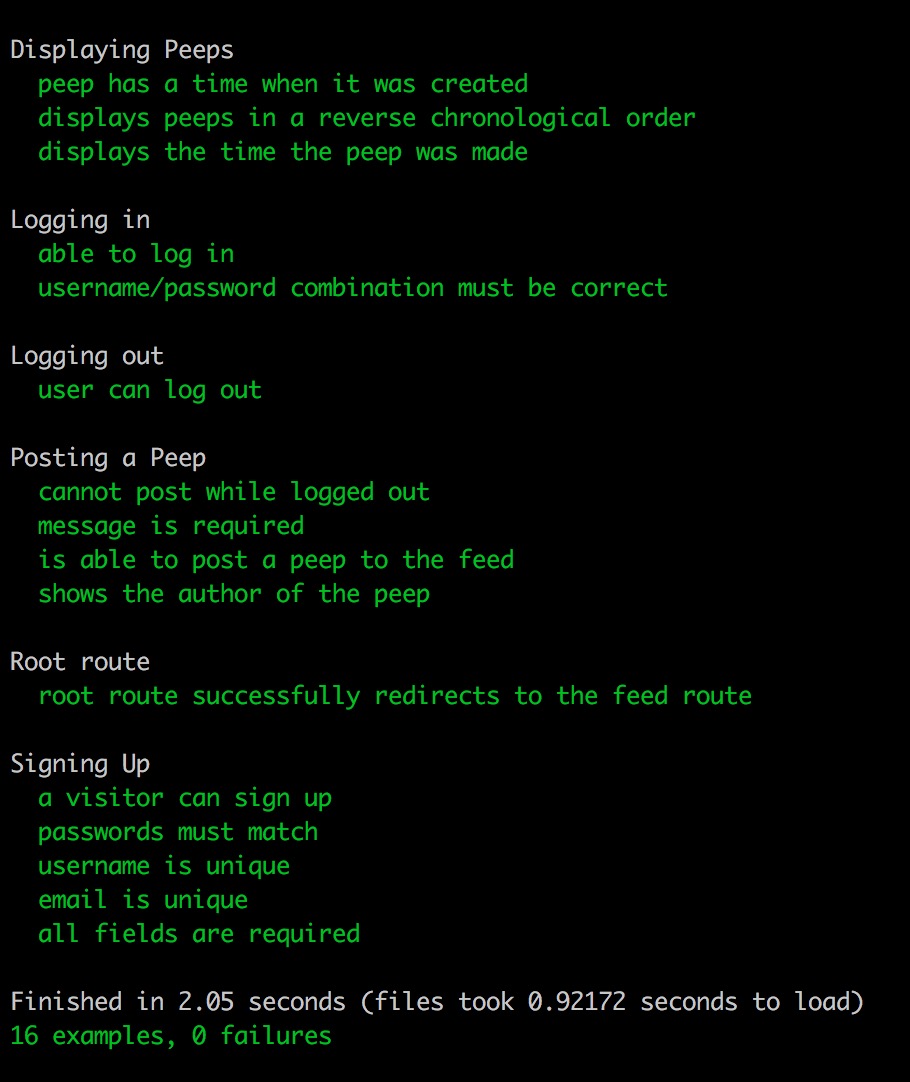 Displaying Peeps
peep has a time when it was created
displays peeps in a reverse chronological order
displays the time the peep was made
Logging in
able to log in
username/password combination must be correct
Logging out
user can log out
Posting a Peep
cannot post while logged out
message is required
is able to post a peep to the feed
shows the author of the peep
Root route
root route successfully redirects to the feed route
Signing Up
a visitor can sign up
passwords must match
username is unique
email is unique
all fields are required
Finished in 2.05 seconds (files took 0.92172 seconds to load)
16 examples, 0 failures